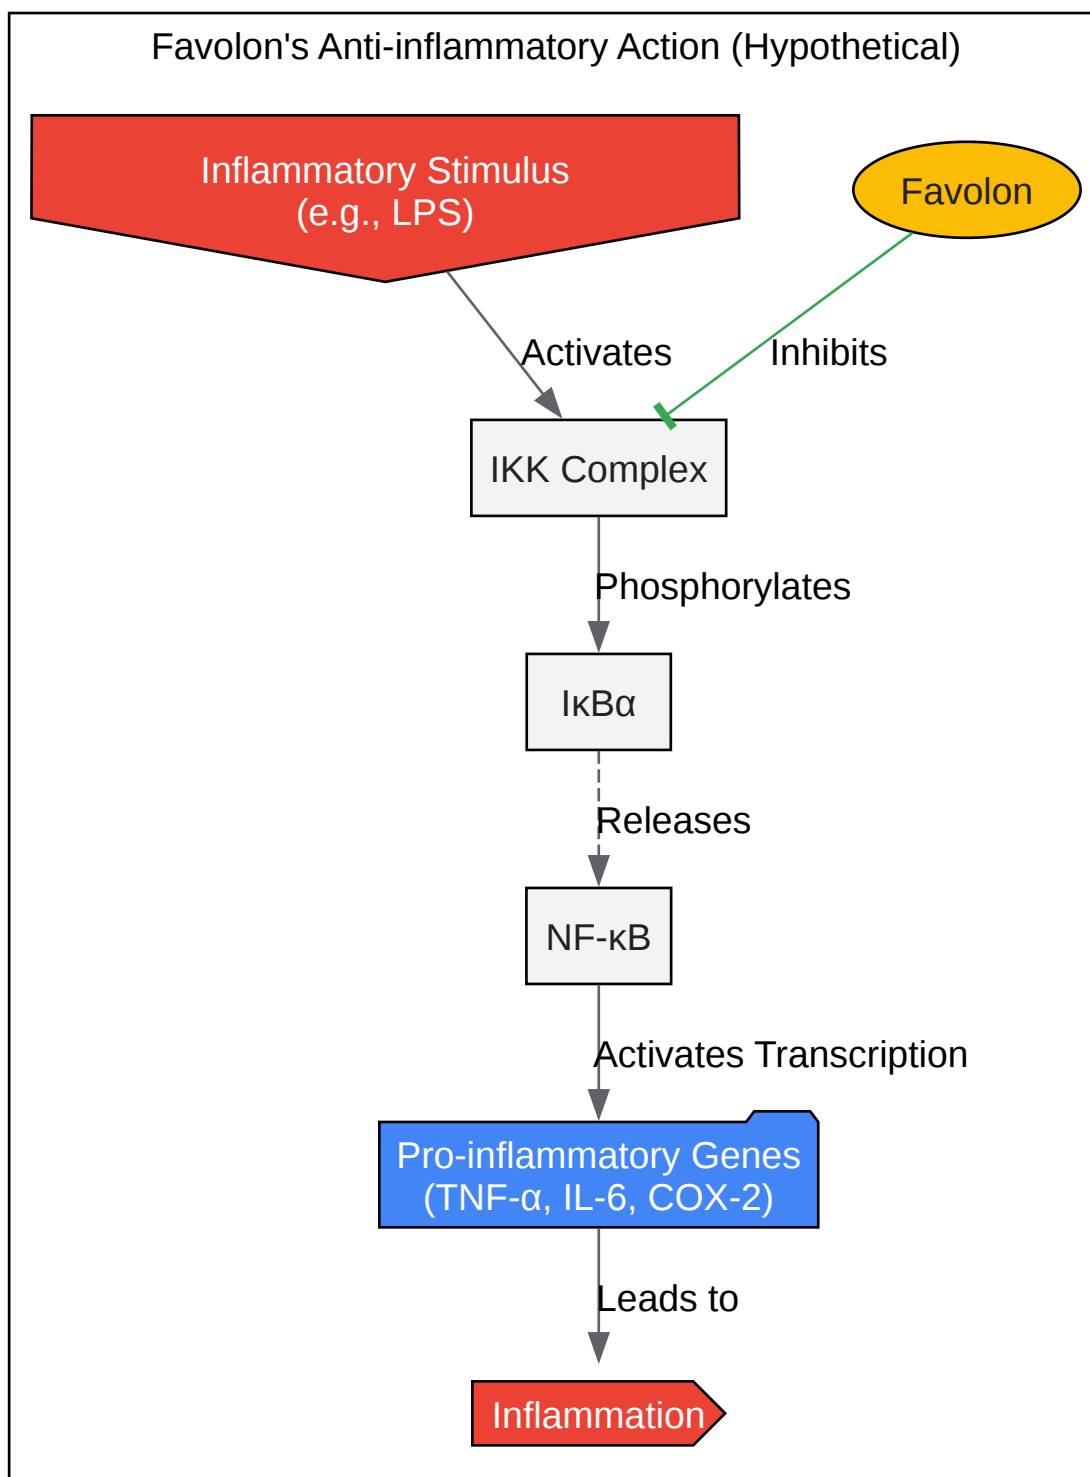 Favolon's Anti-inflammatory Action (Hypothetical)
Inflammatory Stimulus
(e.g., LPS)
Favolon
Activates
Inhibits
IKK Complex
Phosphorylates
IκBα
Releases
NF-κB
Activates Transcription
Pro-inflammatory Genes
(TNF-α, IL-6, COX-2)
Leads to
Inflammation